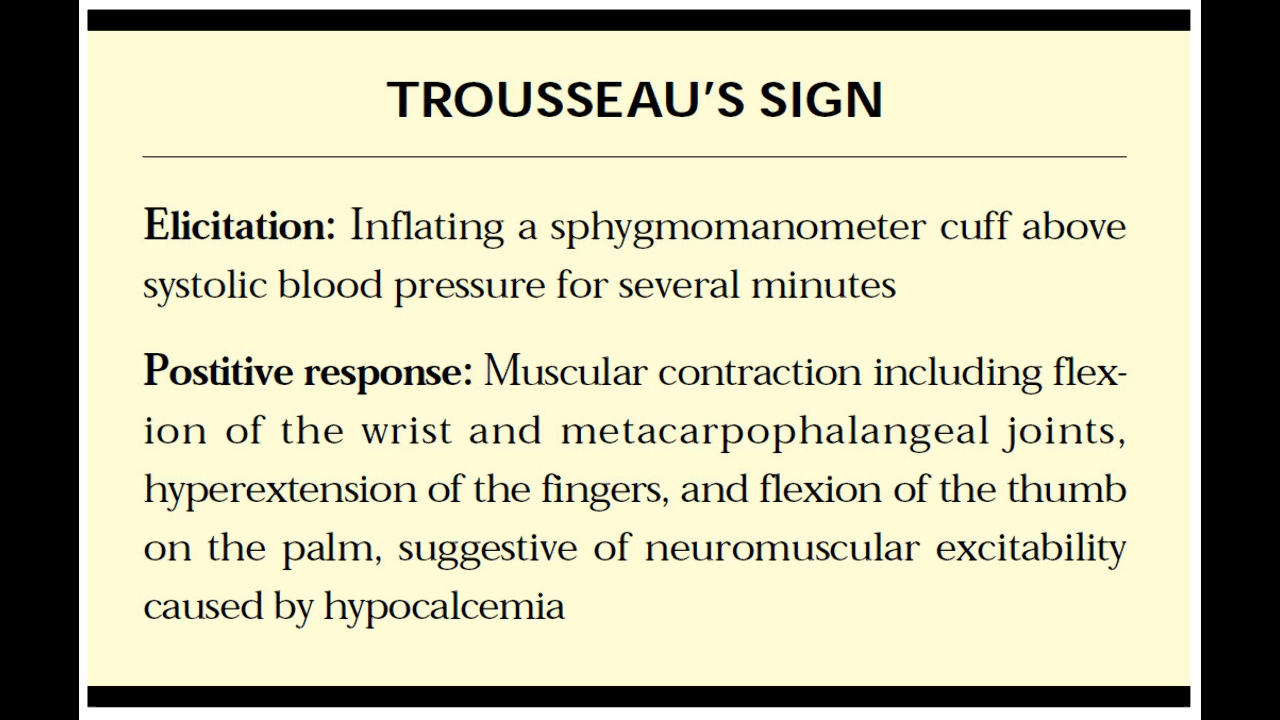 TROUSSEAU'S SIGN
Elicitation: Inflating a sphygmomanometer cuff above
systolic blood pressure for several minutes
Postitive response: Muscular contraction including flex-
ion of the wrist and metacarpophalangeal joints,
hyperextension of the fingers, and flexion of the thumb
on the palm, suggestive of neuromuscular excitability
caused by hypocalcemia